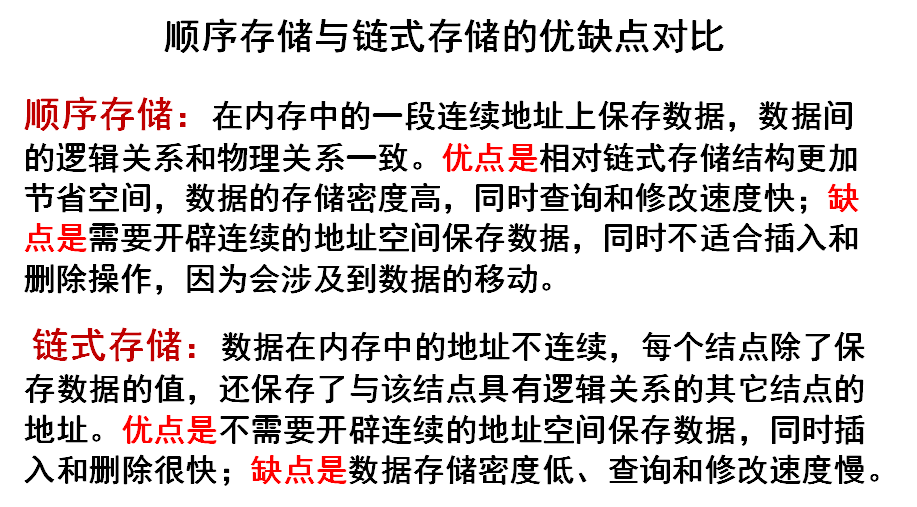 顺序存储与链式存储的优缺点对比
顺序存储：在内存中的一段连续地址上保存数据，数据间
的逻辑关系和物理关系一致。优点是相对链式存储结构更加
节省空间，数据的存储密度高，同时查询和修改速度快；缺
点是需要开辟连续的地址空间保存数据，同时不适合插入和
删除操作，因为会涉及到数据的移动。
链式存储：数据在内存中的地址不连续，每个结点除了保
存数据的值，还保存了与该结点具有逻辑关系的其它结点的
地址。优点是不需要开辟连续的地址空间保存数据，同时插
入和删除很快；缺点是数据存储密度低、查询和修改速度慢。